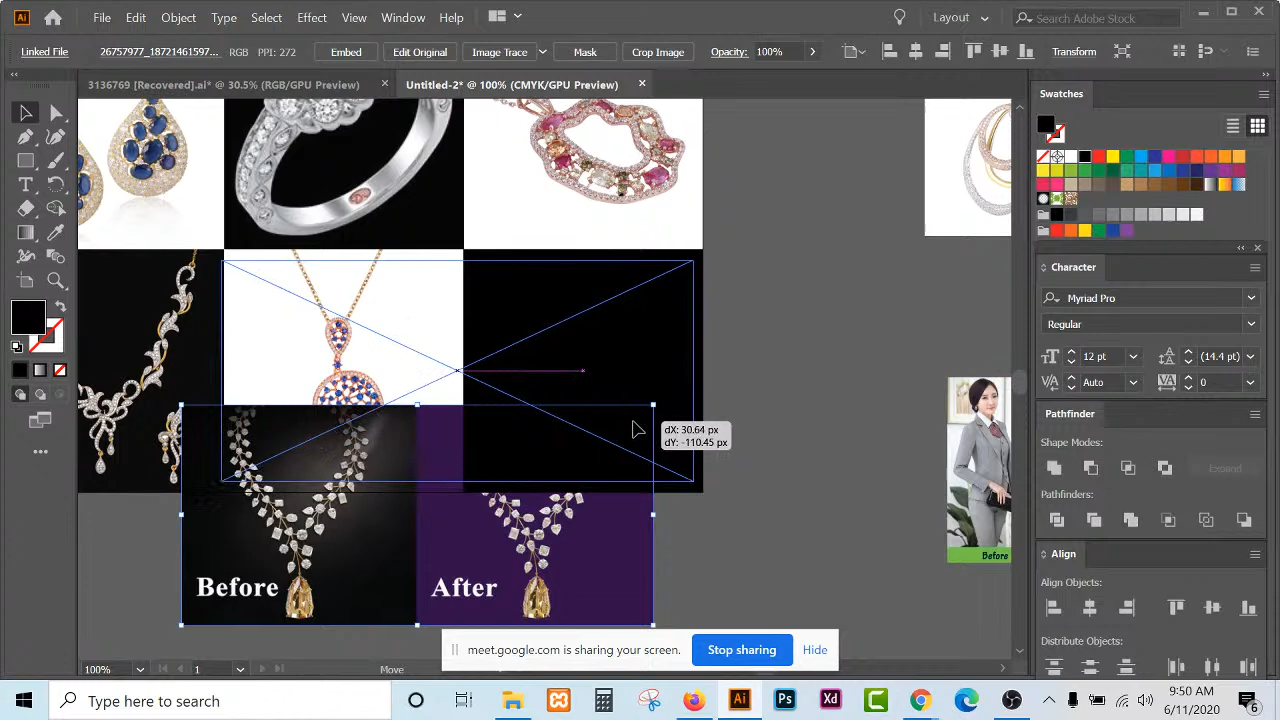 Ai File Edit Object Type Select Effect View Window Help Layout Search Adobe Stock
Linked File 26757977_18721461597... RGB PPI: 272 Embed Edit Original Image Trace Mask Crop Image Opacity: 100% Transform
3136769 [Recovered].ai* @ 30.5% (RGB/GPU Preview) Untitled-2* @ 100% (CMYK/GPU Preview)
Swatches
Character
Myriad Pro
Regular
12 pt (14.4 pt)
Auto 0
Pathfinder
Shape Modes:
Expand
Pathfinders:
Align
Align Objects:
Distribute Objects:
dX: 30.64 px
dY: -110.45 px
Before
Before After
meet.google.com is sharing your screen. Stop sharing Hide
100% 1 Move
Type here to search
Ai Ps Xd C
9:50 AM
6/11/2020
6